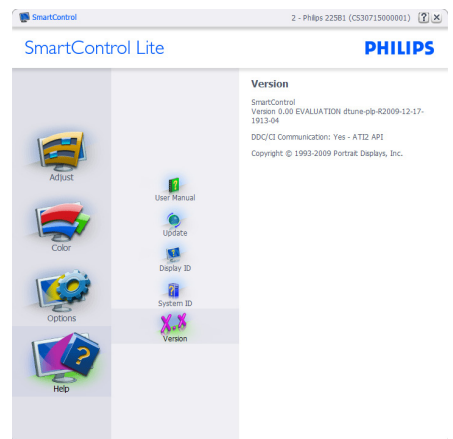 SmartControl
2 - Philips 225B1 (CS30715000001)
SmartControl Lite
PHILIPS
Adjust
Color
Options
Help
User Manual
Update
Display ID
System ID
X.X
Version
Version
SmartControl
Version 0.00 EVALUATION dtune-plp-R2009-12-17-
1913-04
DDC/CI Communication: Yes - ATI2 API
Copyright © 1993-2009 Portrait Displays, Inc.